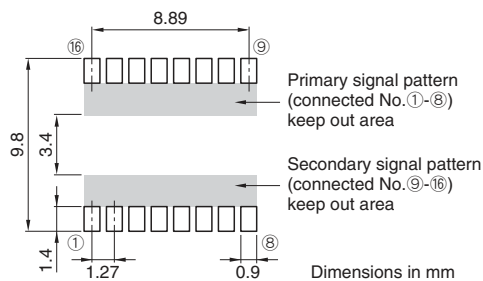 8.89
⑯ ⑨
Primary signal pattern
(connected No.①-⑧)
keep out area
9.8
3.4
Secondary signal pattern
(connected No.⑨-⑯)
keep out area
1.4
① ⑧
1.27 0.9 Dimensions in mm